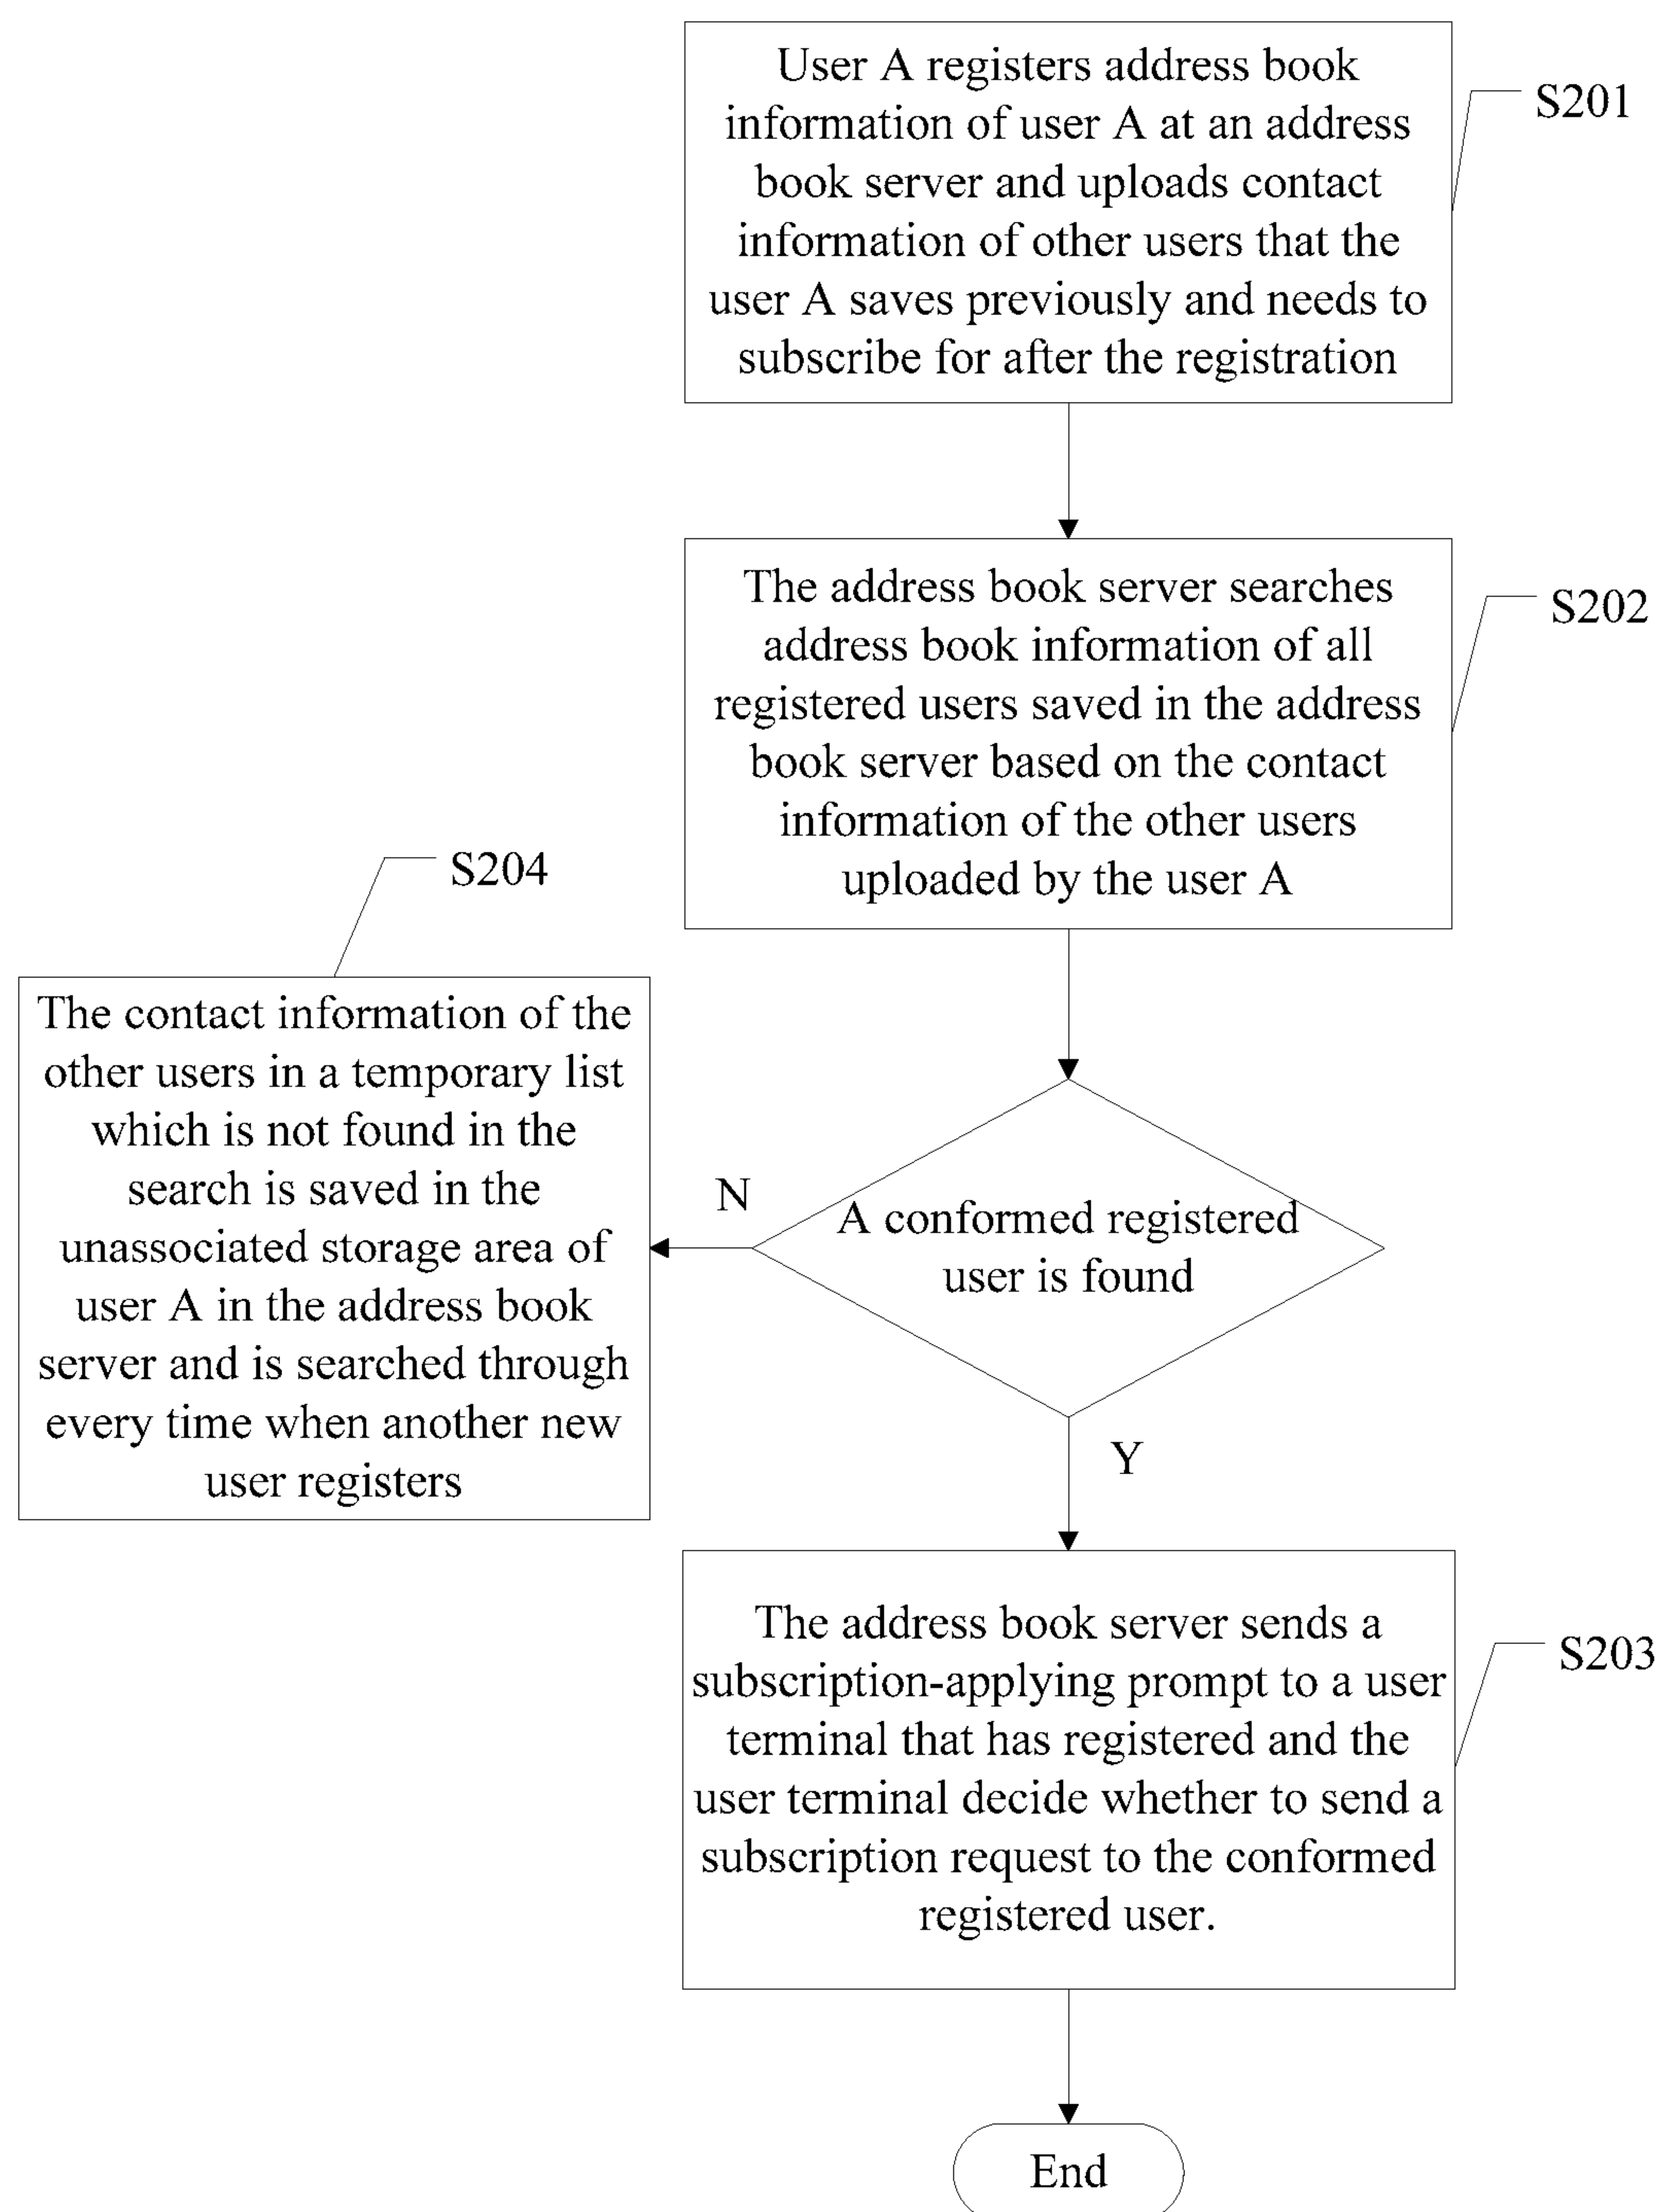 User A registers address book
information of user A at an address
book server and uploads contact
information of other users that the
user A saves previously and needs to
subscribe for after the registration
S201
The address book server searches
address book information of all
registered users saved in the address
book server based on the contact
information of the other users
uploaded by the user A
S202
S204
The contact information of the
other users in a temporary list
which is not found in the
search is saved in the
unassociated storage area of
user A in the address book
server and is searched through
every time when another new
user registers
N
A conformed registered
user is found
Y
The address book server sends a
subscription-applying prompt to a user
terminal that has registered and the
user terminal decide whether to send a
subscription request to the conformed
registered user.
S203
End